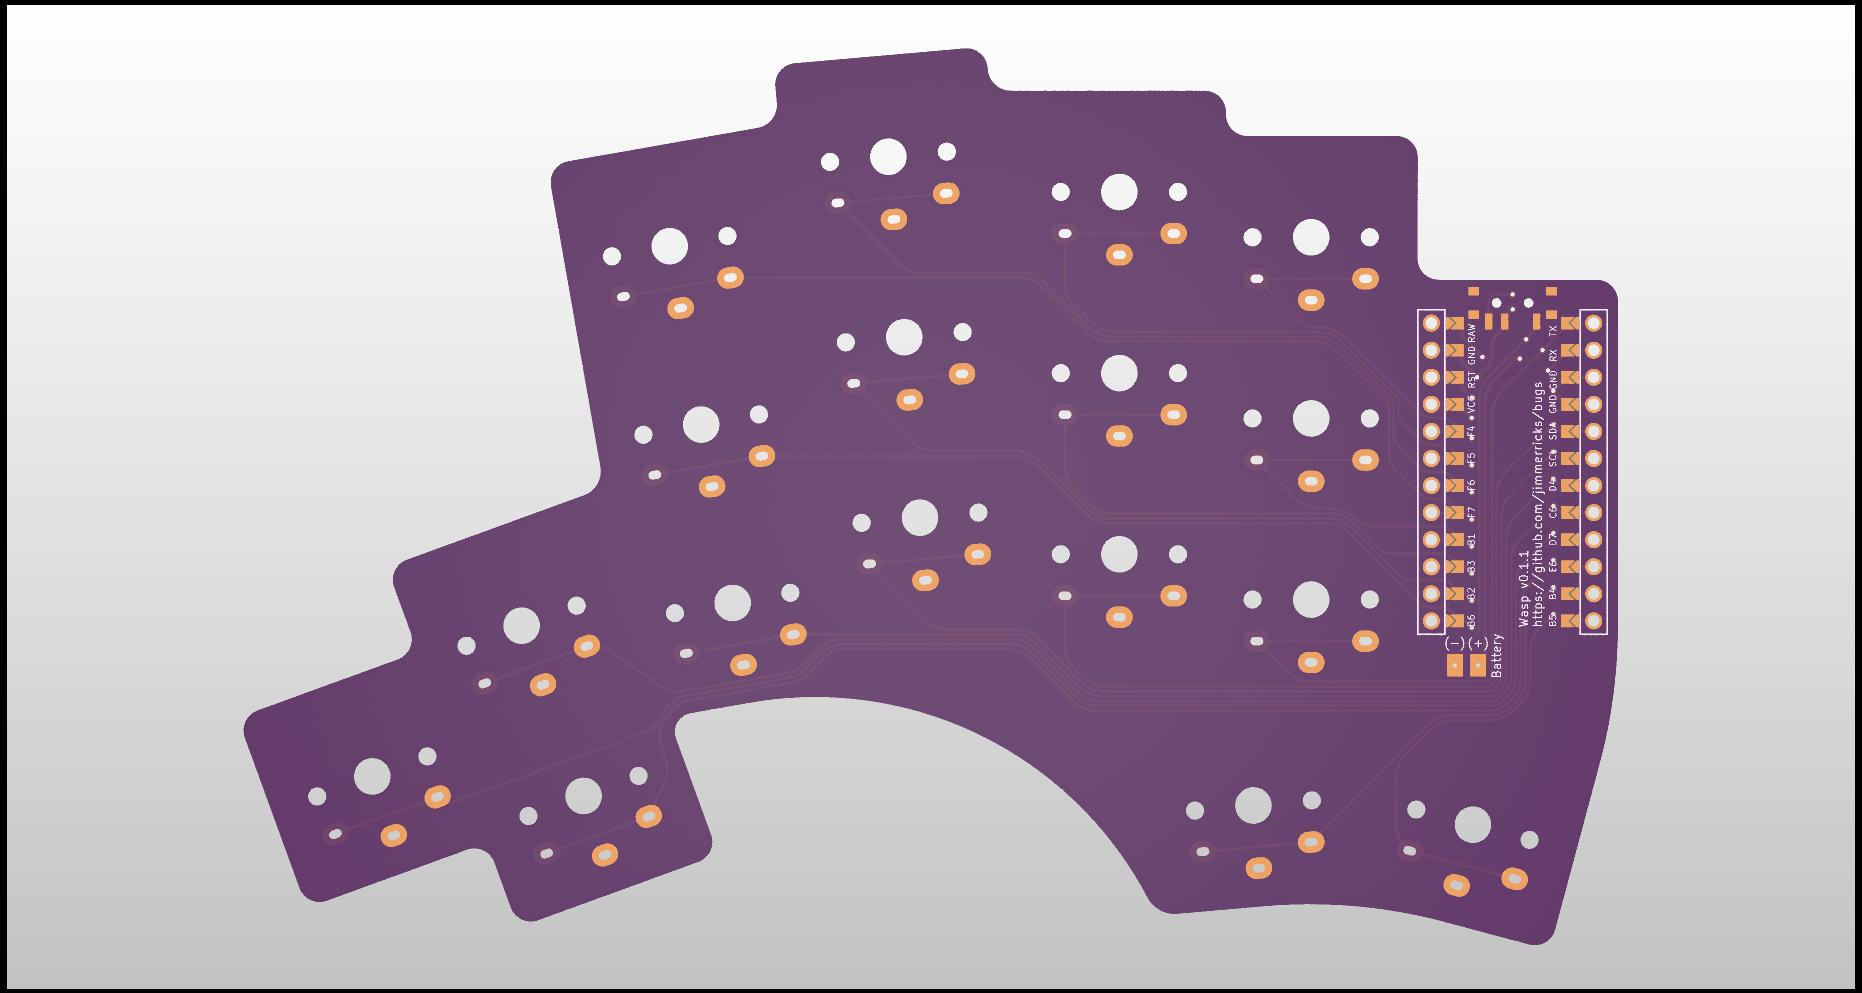 RAW
GND
RST
VCC
F4
F5
F6
F7
B1
B3
B2
B6
TX
RX
GND
GND
SDA
SCL
D4
C6
D7
E6
B4
B5
Wasp v0.1.1
https://github.com/jimmerricks/bugs
(-)(+)
Battery